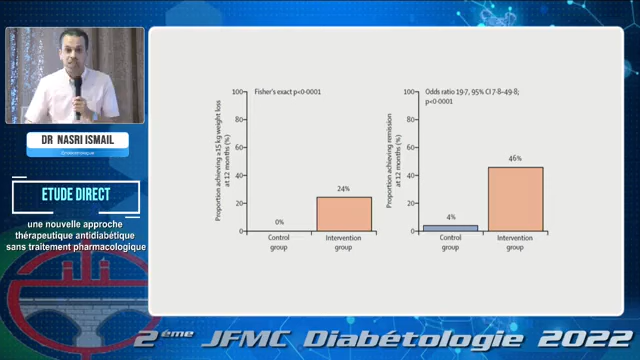 DR NASRI ISMAIL
ETUDE DIRECT
une nouvelle approche
thérapeutique antidiabétique
sans traitement pharmacologique
Proportion achieving ≥15 kg weight loss
at 12 months (%)
Fisher's exact p<0·0001
100
80
60
40
20
0
0%
24%
Control
group
Intervention
group
Proportion achieving remission
at 12 months (%)
Odds ratio 19·7, 95% CI 7·8–49·8;
p<0·0001
100
80
60
40
20
0
4%
46%
Control
group
Intervention
group
2ème JFMC Diabétologie 2022